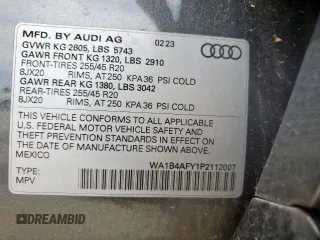 MFD. BY AUDI AG 02/23
GVWR KG 2605, LBS 5743
GAWR FRONT KG 1320, LBS 2910
FRONT-TIRES 255/45 R20
8JX20 RIMS, AT 250 KPA36 PSI COLD
GAWR REAR KG 1380, LBS 3042
REAR-TIRES 255/45 R20
8JX20 RIMS, AT 250 KPA36 PSI COLD
THIS VEHICLE CONFORMS TO ALL APPLICABLE
U.S. FEDERAL MOTOR VEHICLE SAFETY
STANDARDS IN EFFECT ON THE
DATE OF MANUFACTURE SHOWN ABOVE.
MEXICO
WA1B4AFY1P2112007
TYPE:
MPV
DREAMBID